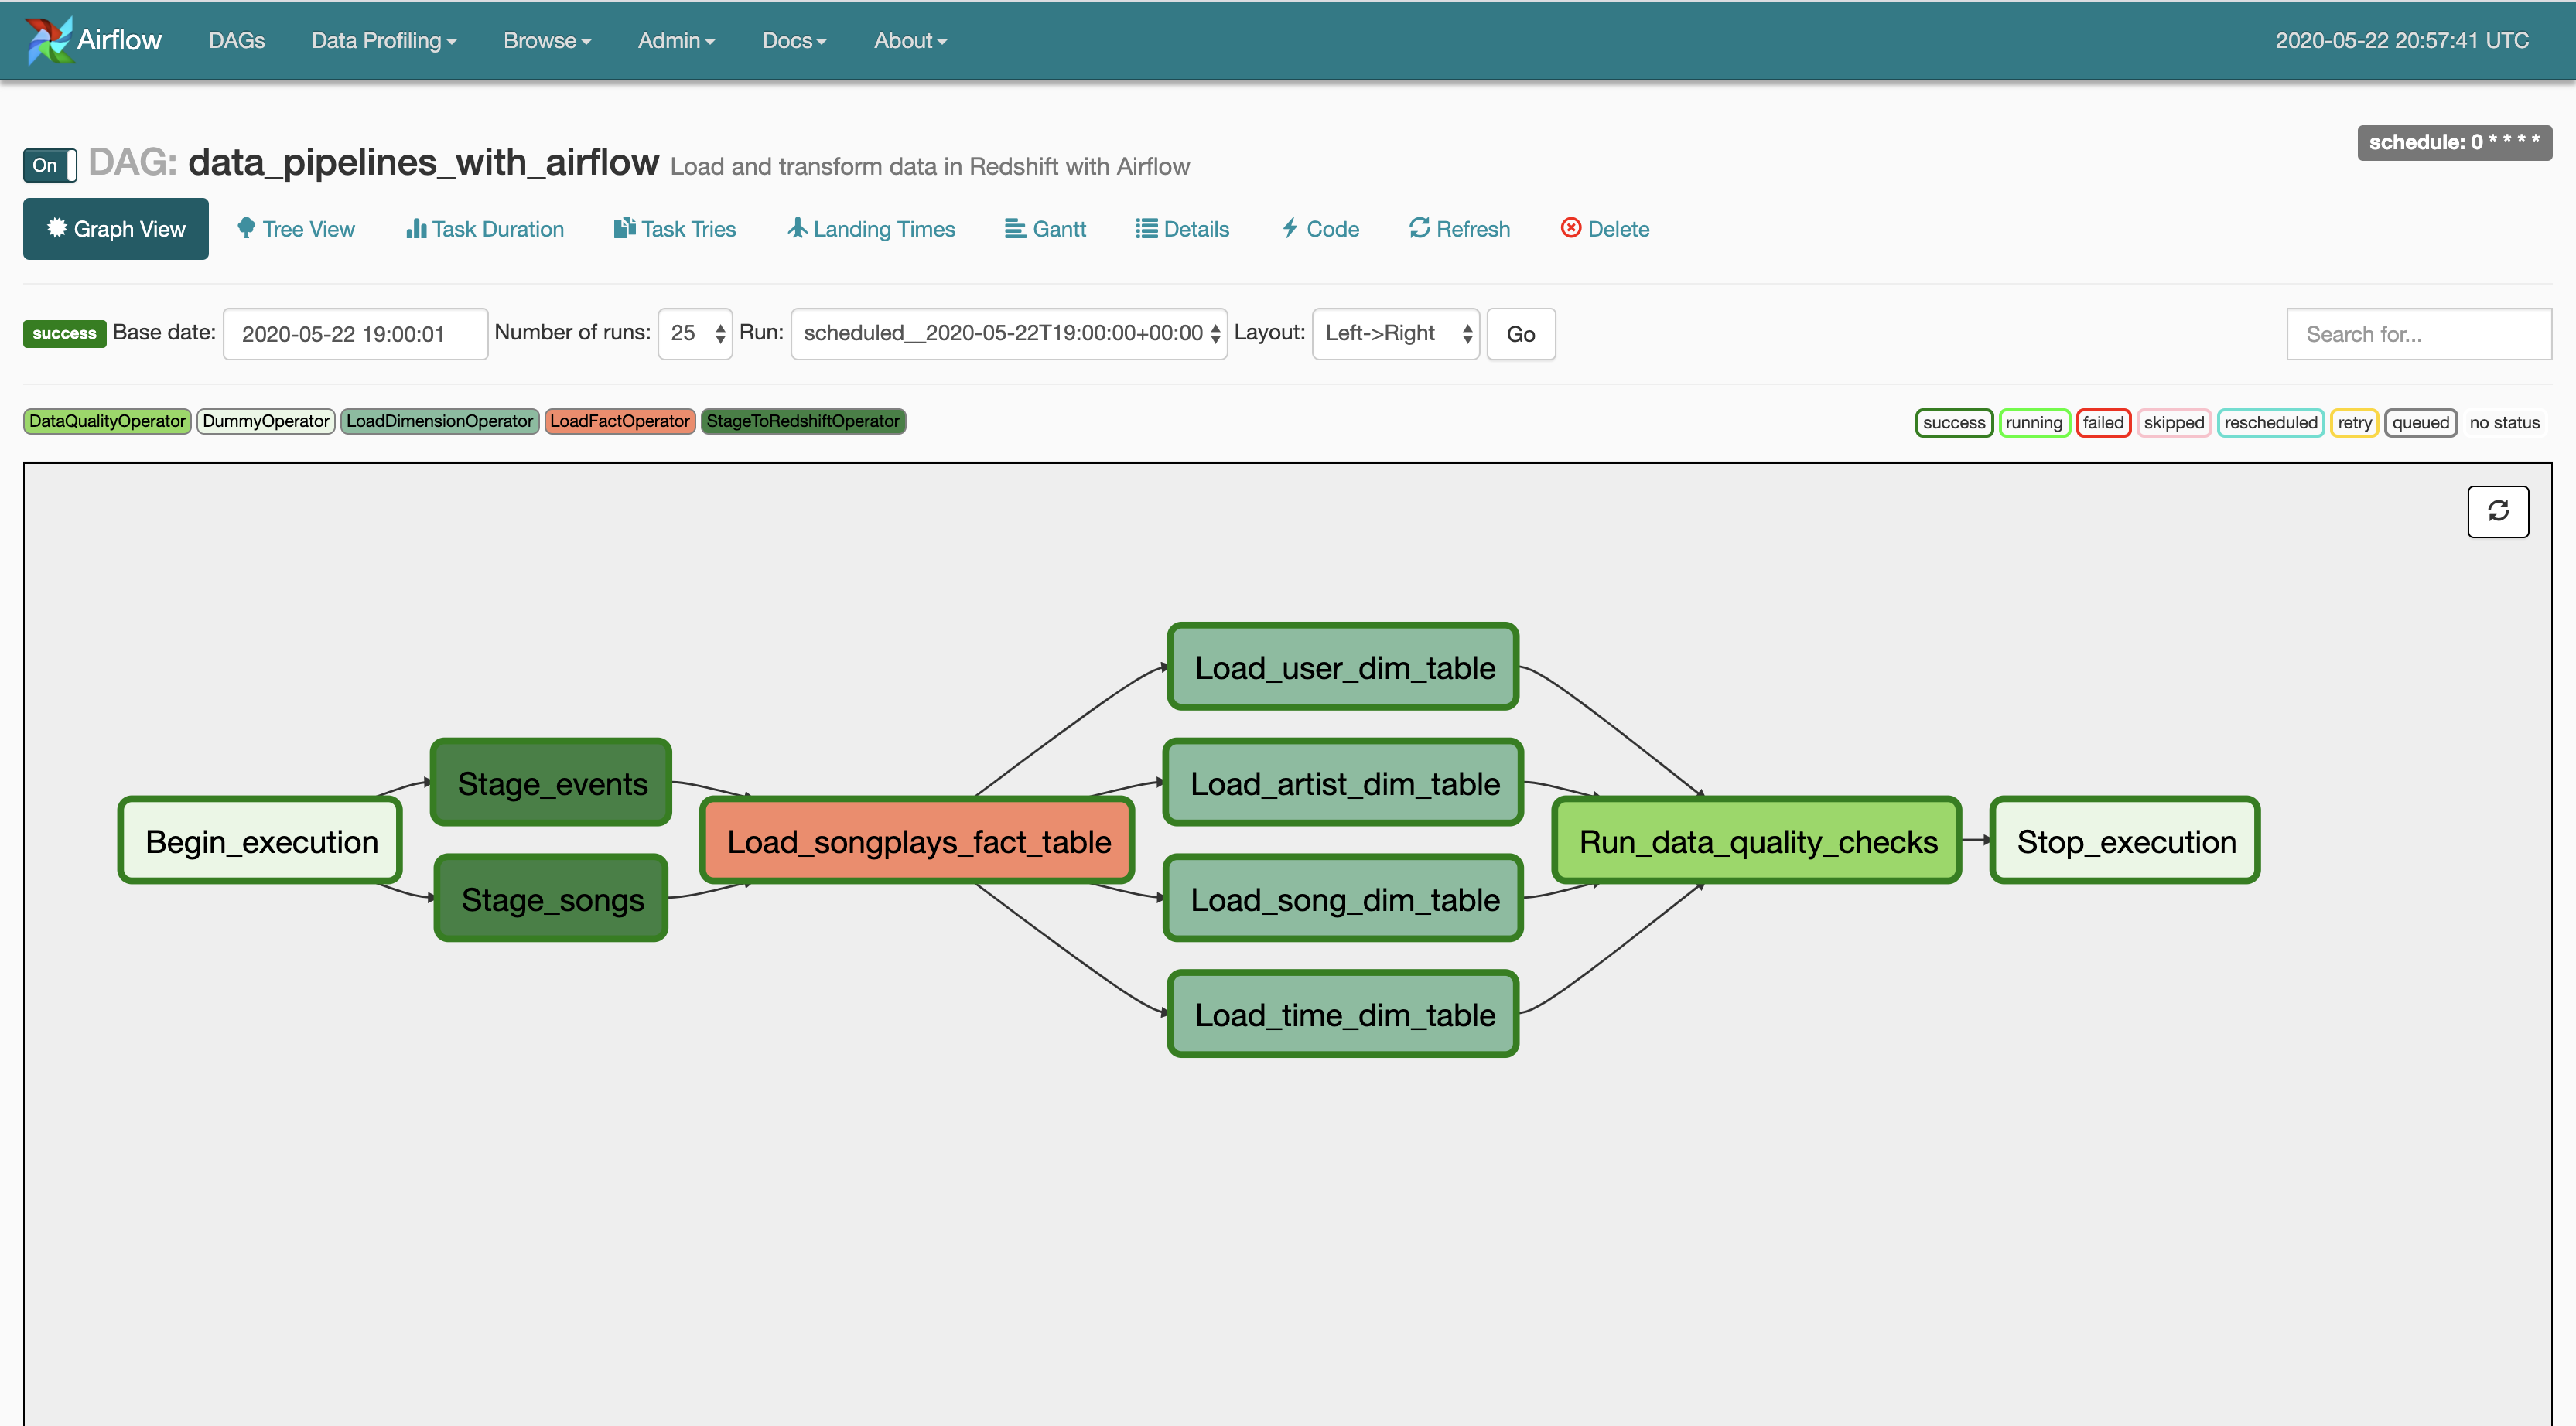 Airflow DAGs Data Profiling Browse Admin Docs About 2020-05-22 20:57:41 UTC
schedule: 0 * * * *
On DAG: data_pipelines_with_airflow Load and transform data in Redshift with Airflow
Graph View Tree View Task Duration Task Tries Landing Times Gantt Details Code Refresh Delete
success Base date: 2020-05-22 19:00:01 Number of runs: 25 Run: scheduled__2020-05-22T19:00:00+00:00 Layout: Left->Right Go Search for...
DataQualityOperator DummyOperator LoadDimensionOperator LoadFactOperator StageToRedshiftOperator success running failed skipped rescheduled retry queued no status
Load_user_dim_table
Stage_events Load_artist_dim_table
Begin_execution Load_songplays_fact_table Run_data_quality_checks Stop_execution
Stage_songs Load_song_dim_table
Load_time_dim_table